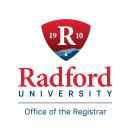 19 R 10
Radford
UNIVERSITY
Office of the Registrar